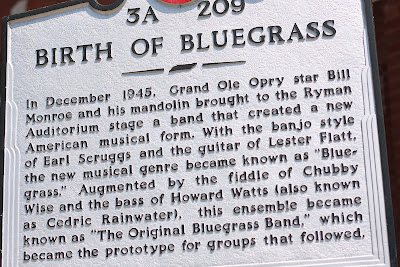 3A 209
BIRTH OF BLUEGRASS
In December 1945, Grand Ole Opry star Bill
Monroe and his mandolin brought to the Ryman
Auditorium stage a band that created a new
American musical form. With the banjo style
of Earl Scruggs and the guitar of Lester Flatt,
the new musical genre became known as "Blue-
grass." Augmented by the fiddle of Chubby
Wise and the bass of Howard Watts (also known
as Cedric Rainwater), this ensemble became
known as "The Original Bluegrass Band," which
became the prototype for groups that followed.